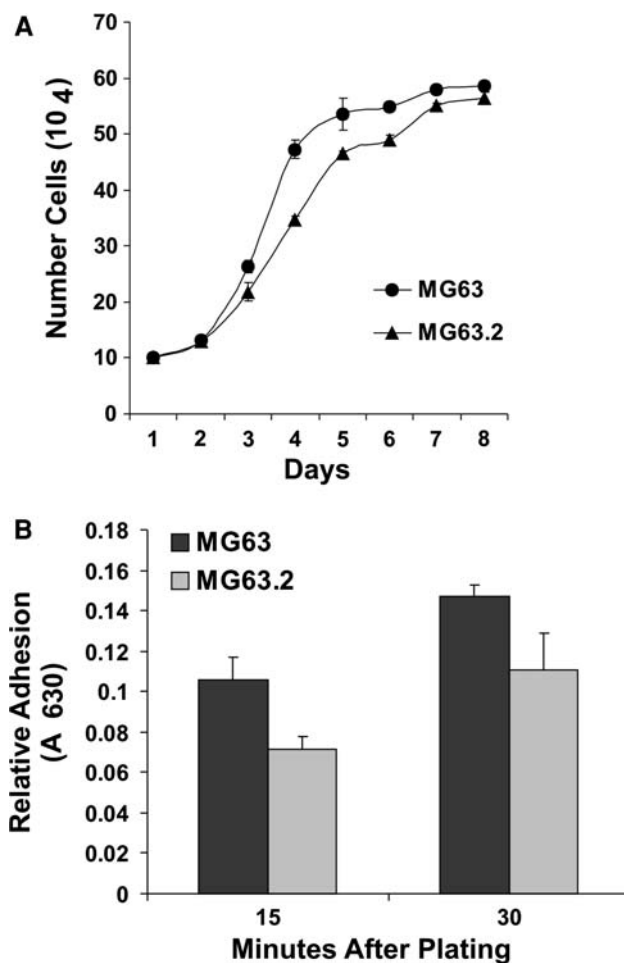 A
70
60
50
40
30
20
10
0
Number Cells (10 4)
MG63
MG63.2
1 2 3 4 5 6 7 8
Days
B
0.18
0.16
0.14
0.12
0.1
0.08
0.06
0.04
0.02
0
Relative Adhesion
(A 630)
MG63
MG63.2
15 30
Minutes After Plating